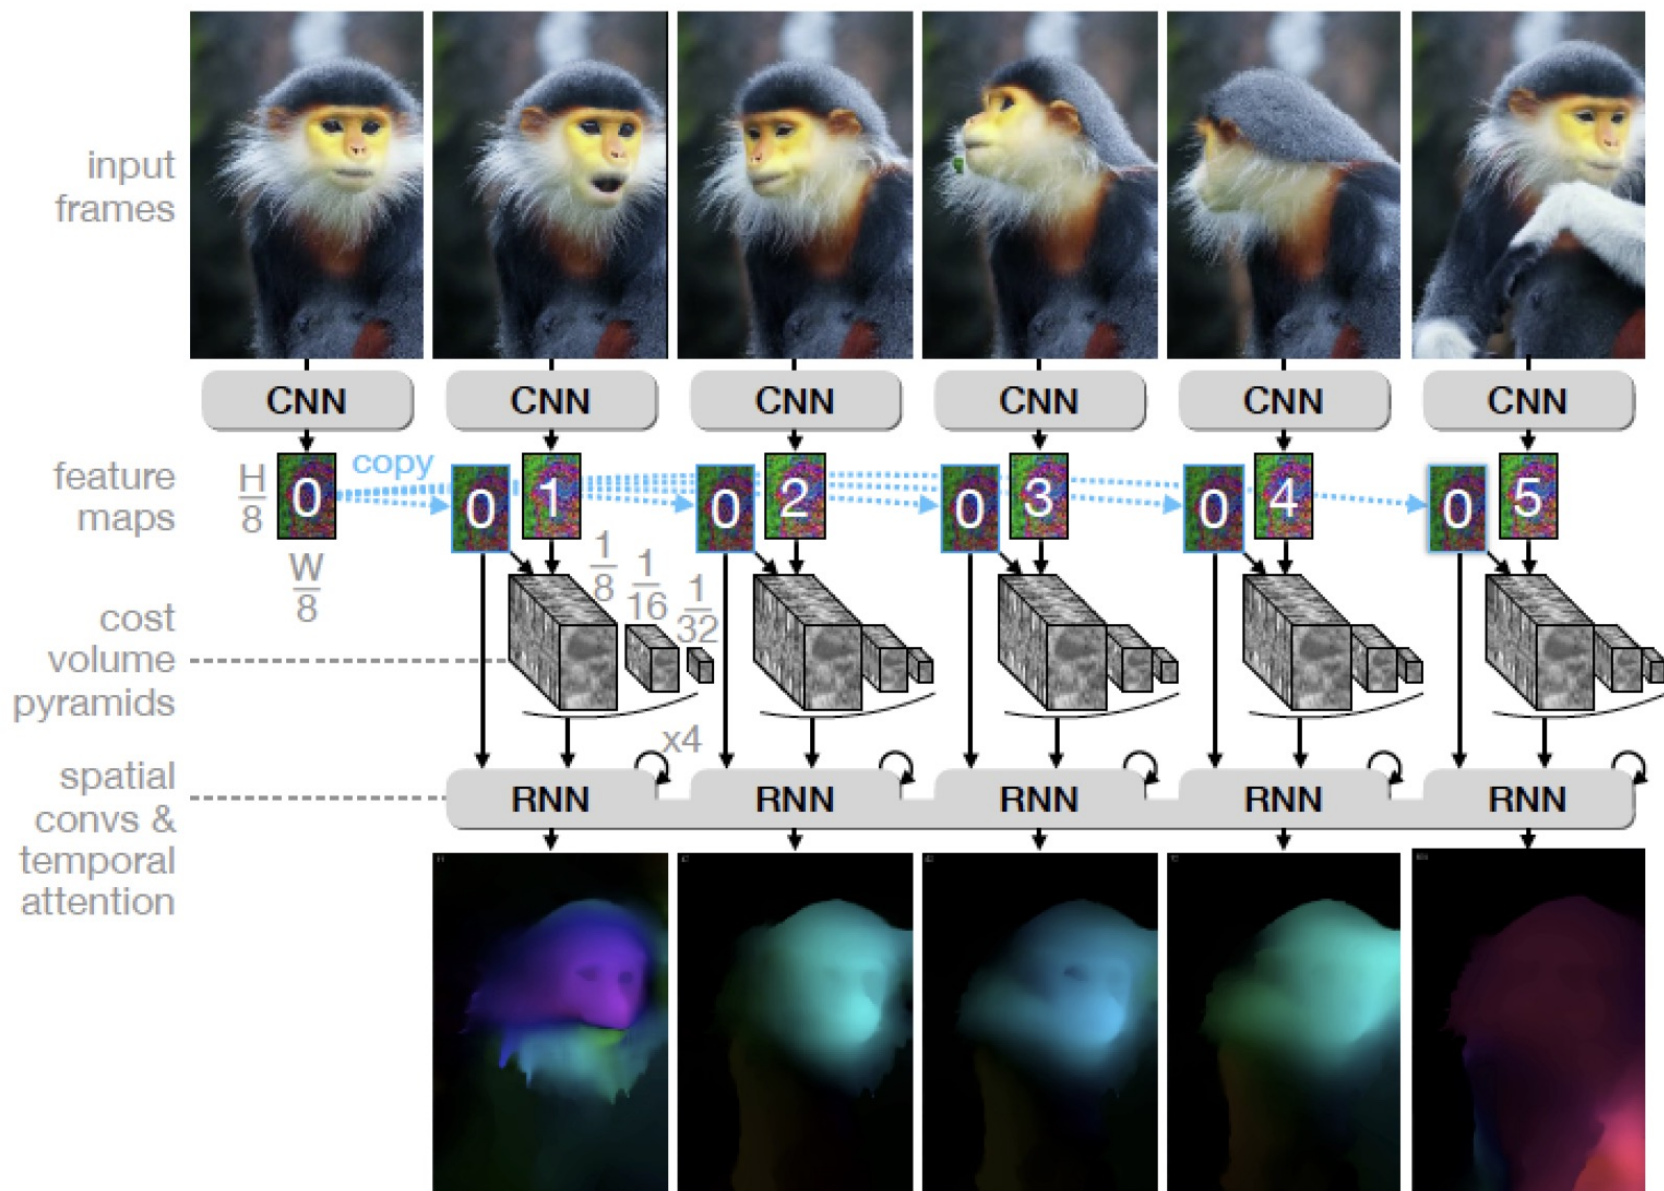 input
frames
CNN CNN CNN CNN CNN CNN
feature
maps
H
8
W
8
copy
0 0 1 0 2 0 3 0 4 0 5
1
8
1
16
1
32
cost
volume
pyramids
x4
spatial
convs &
temporal
attention
RNN RNN RNN RNN RNN